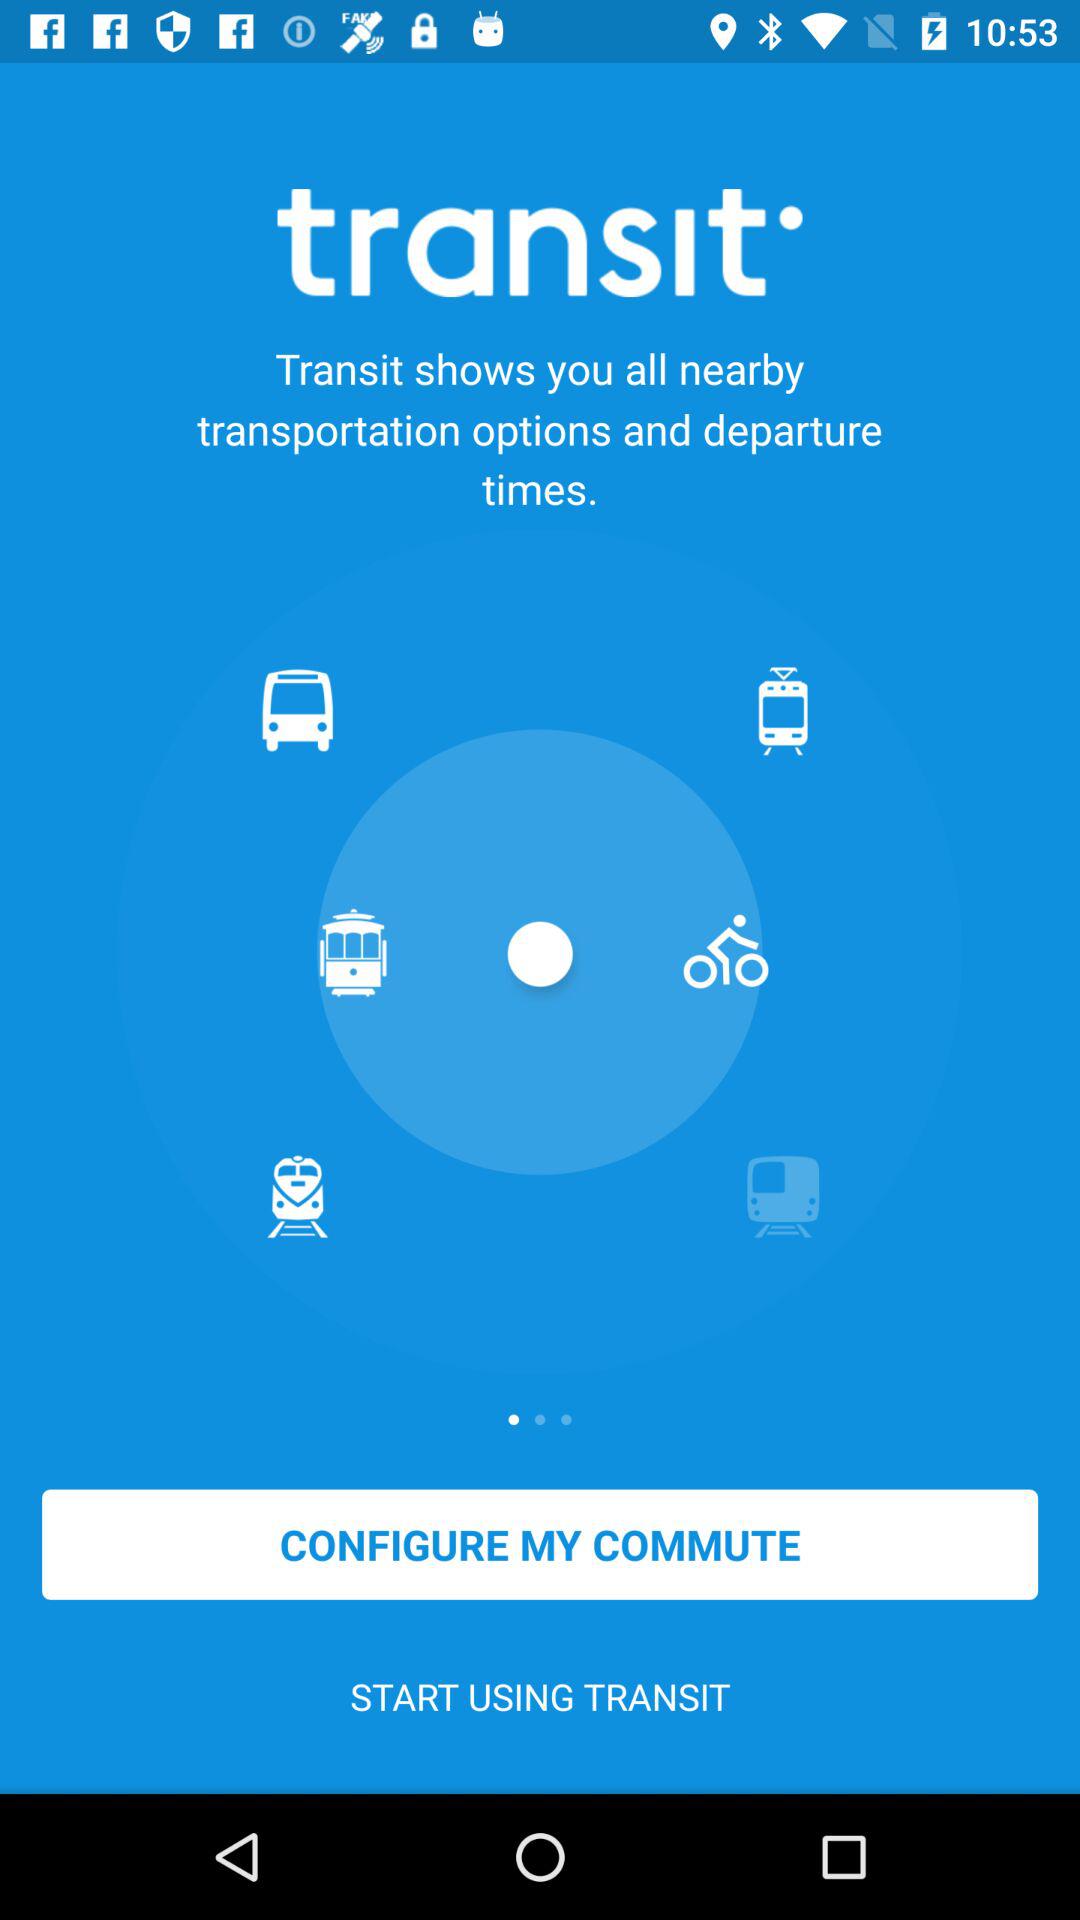 FAKE
10:53
transit
Transit shows you all nearby
transportation options and departure
times.
CONFIGURE MY COMMUTE
START USING TRANSIT